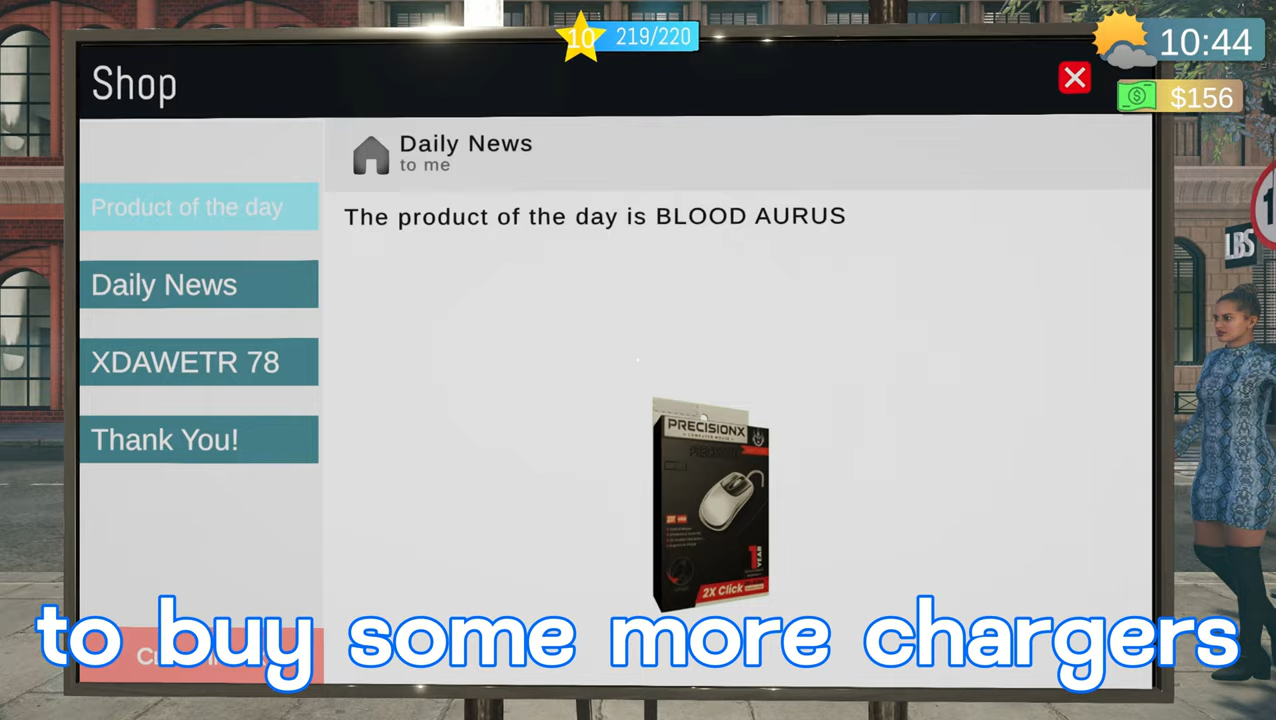 10 219/220
10:44
$156
Shop
Daily News
to me
Product of the day
The product of the day is BLOOD AURUS
Daily News
XDAWETR 78
Thank You!
LBS
PRECISIONX
COMPUTER MOUSE
1 YEAR
2X Click
to buy some more chargers